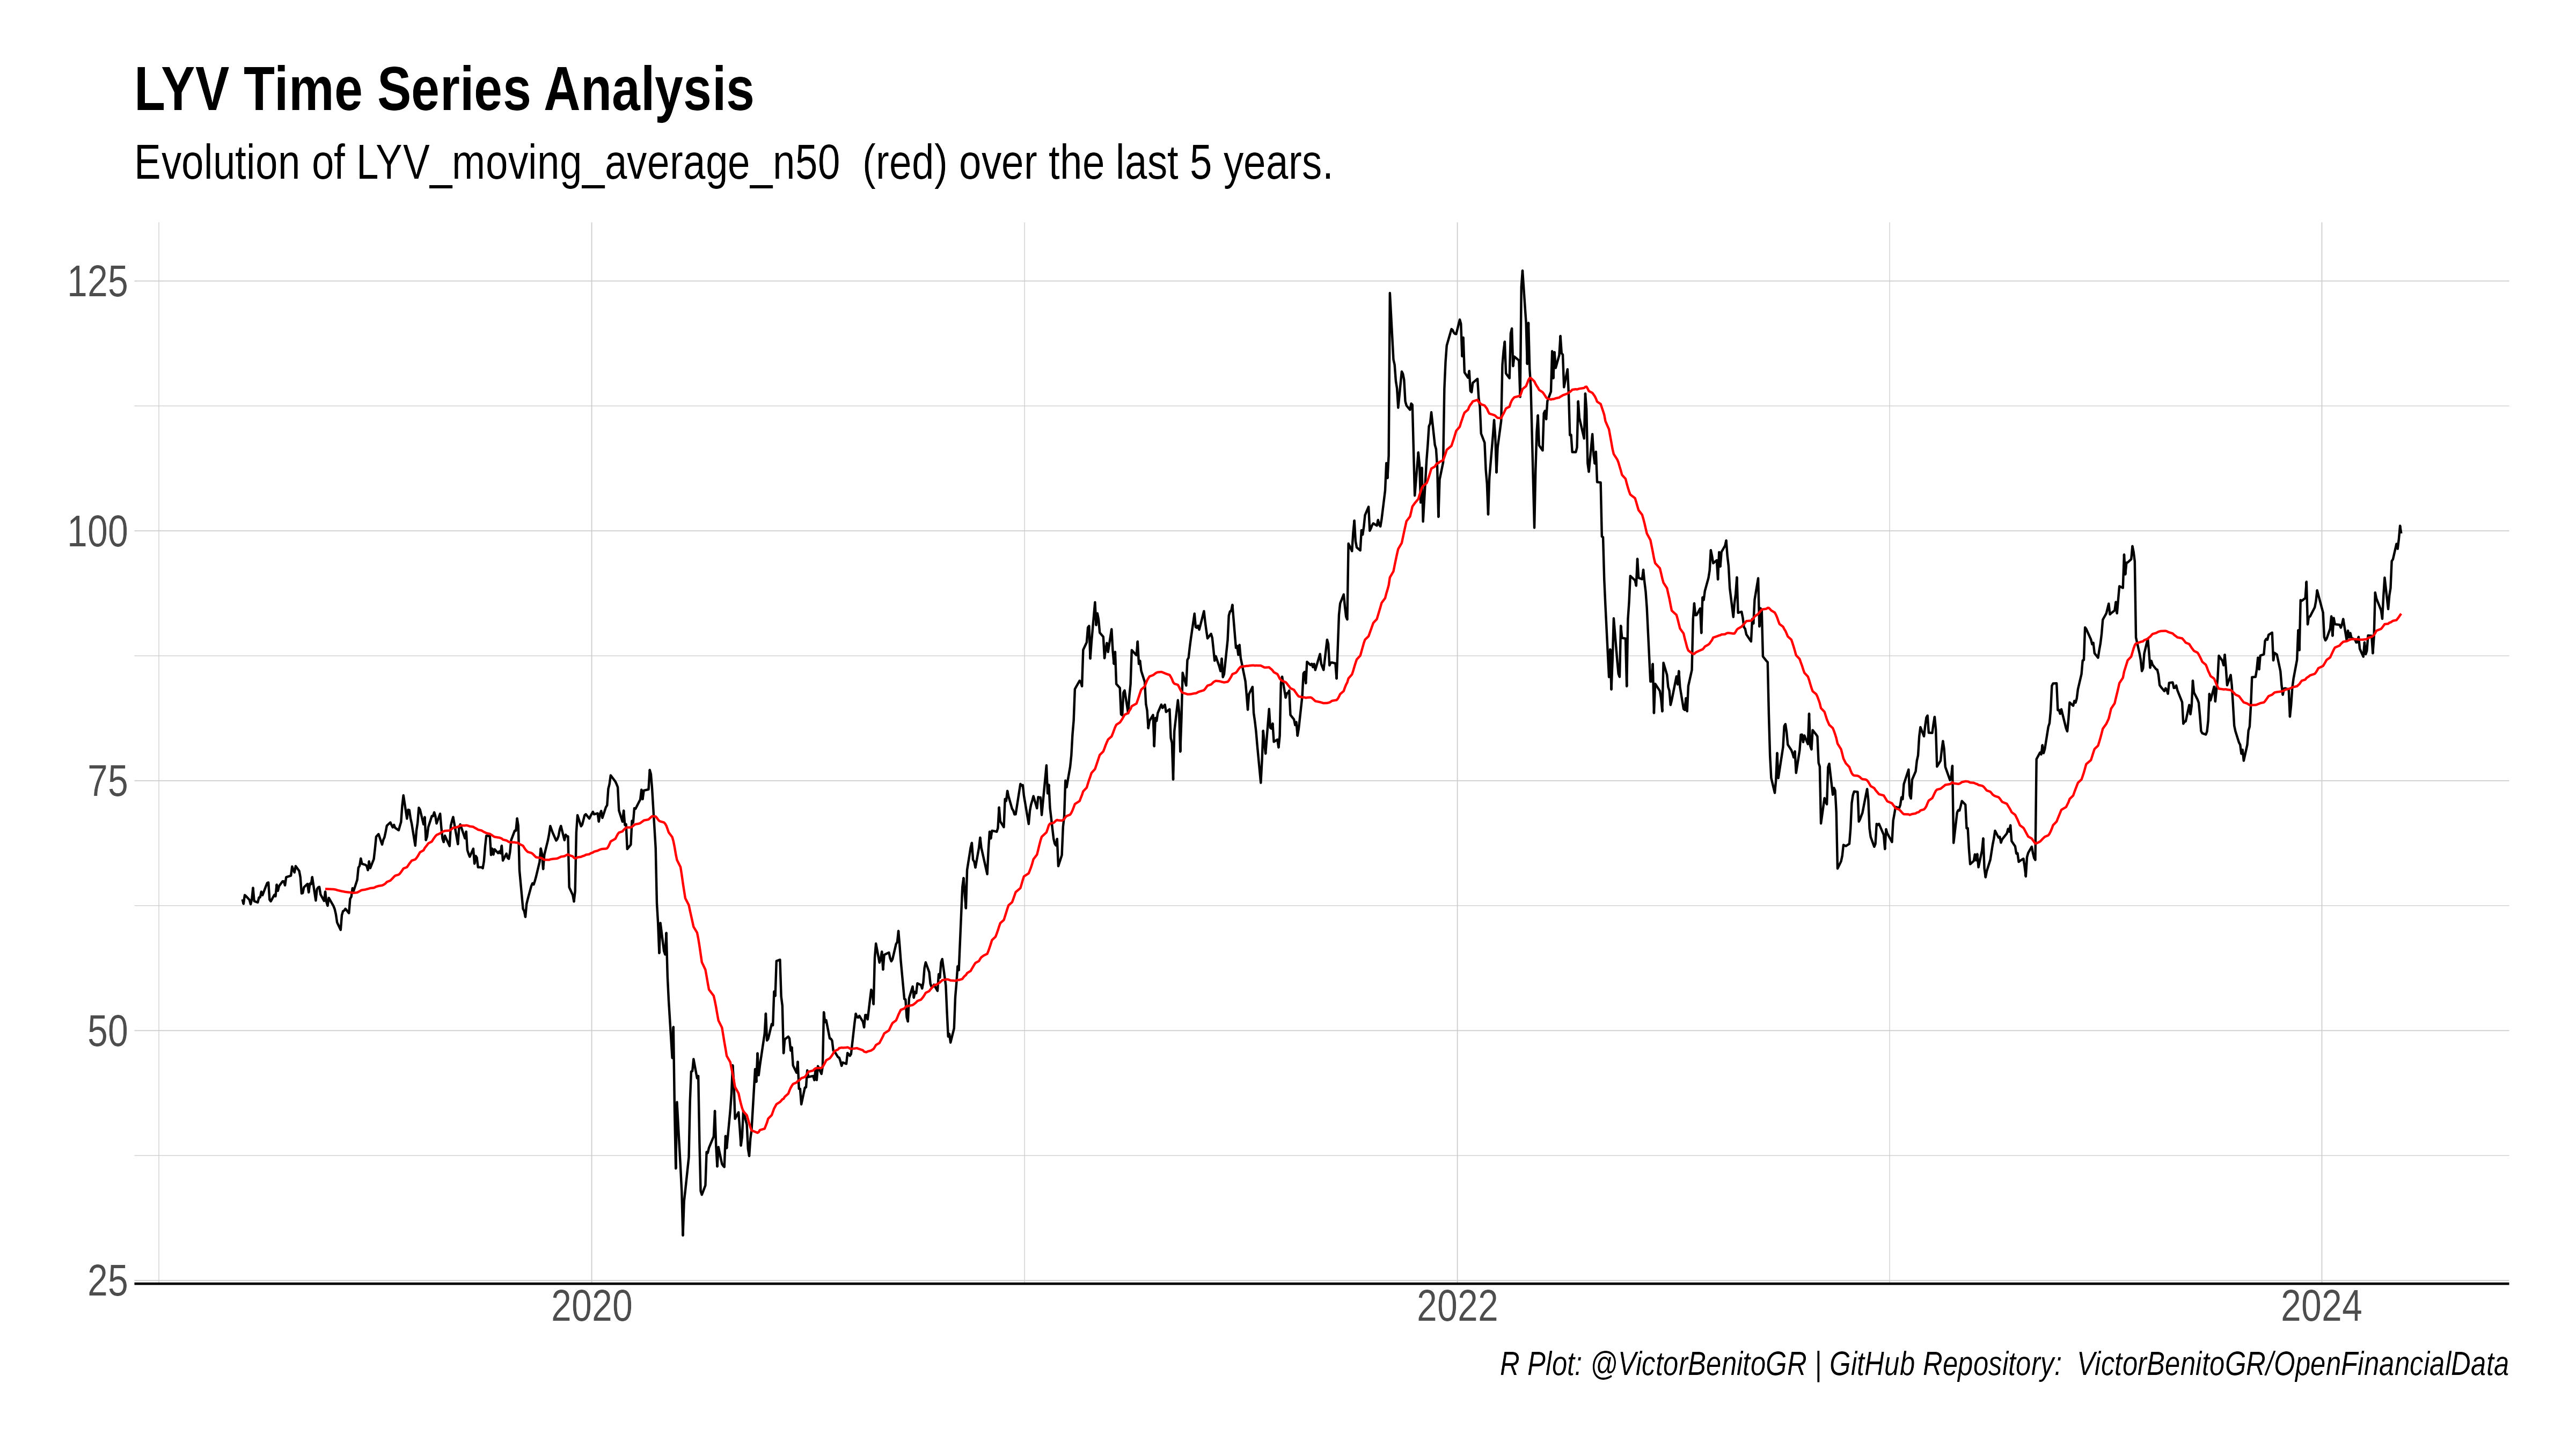 LYV Time Series Analysis
Evolution of LYV_moving_average_n50  (red) over the last 5 years.
125
100
75
50
25
2020
2022
2024
R Plot: @VictorBenitoGR | GitHub Repository:  VictorBenitoGR/OpenFinancialData